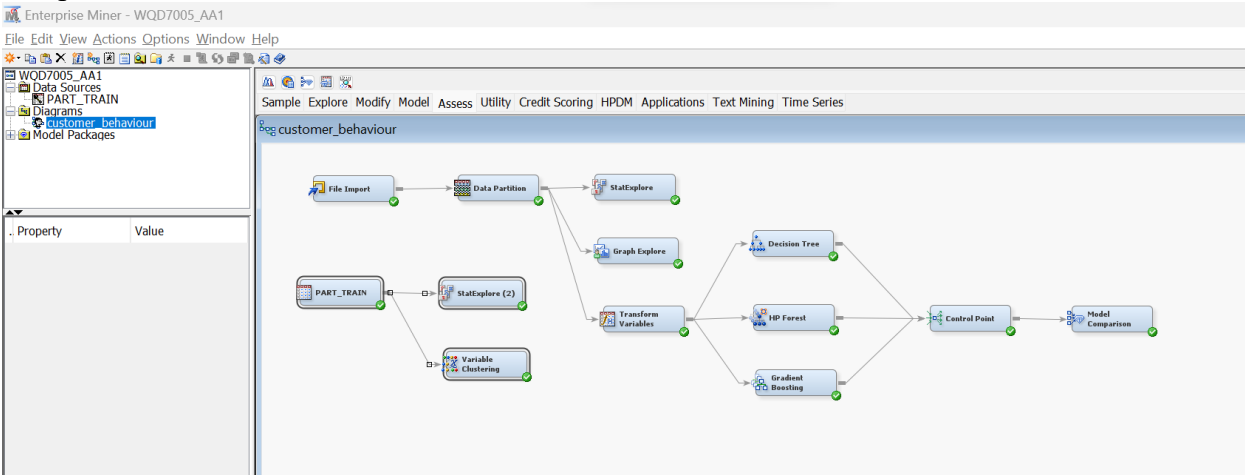 Enterprise Miner - WQD7005_AA1
File Edit View Actions Options Window Help
WQD7005_AA1
Data Sources
PART_TRAIN
Diagrams
customer_behaviour
Model Packages
.. Property Value
Sample Explore Modify Model Assess Utility Credit Scoring HPDM Applications Text Mining Time Series
customer_behaviour
File Import
Data Partition
StatExplore
Graph Explore
Decision Tree
PART_TRAIN
StatExplore (2)
Transform
Variables
HP Forest
Control Point
Model
Comparison
Variable
Clustering
Gradient
Boosting